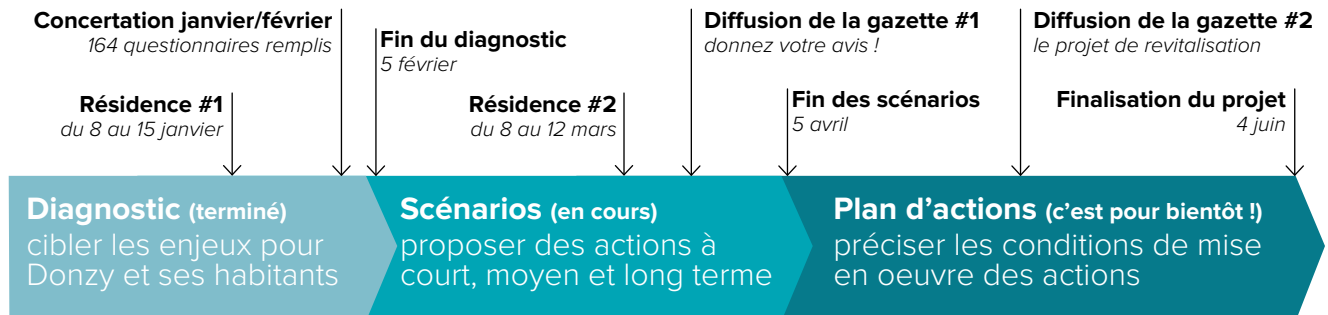 Concertation janvier/février
164 questionnaires remplis
Fin du diagnostic
5 février
Diffusion de la gazette #1
donnez votre avis !
Diffusion de la gazette #2
le projet de revitalisation
Résidence #1
du 8 au 15 janvier
Résidence #2
du 8 au 12 mars
Fin des scénarios
5 avril
Finalisation du projet
4 juin
Diagnostic (terminé)
cibler les enjeux pour
Donzy et ses habitants
Scénarios (en cours)
proposer des actions à
court, moyen et long terme
Plan d’actions (c’est pour bientôt !)
préciser les conditions de mise
en oeuvre des actions